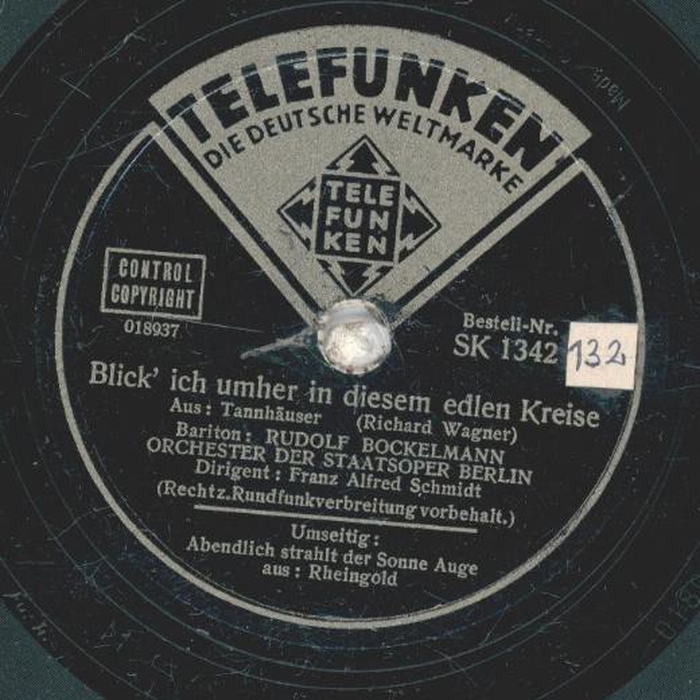 TELEFUNKEN
DIE DEUTSCHE WELTMARKE
TELE
FUN
KEN
CONTROL
COPYRIGHT
018937
Bestell-Nr.
SK 1342
132
Blick' ich umher in diesem edlen Kreise
Aus: Tannhäuser (Richard Wagner)
Bariton: RUDOLF BOCKELMANN
ORCHESTER DER STAATSOPER BERLIN
Dirigent: Franz Alfred Schmidt
(Recht z. Rundfunkverbreitung vorbehalt.)
Umseitig:
Abendlich strahlt der Sonne Auge
aus: Rheingold